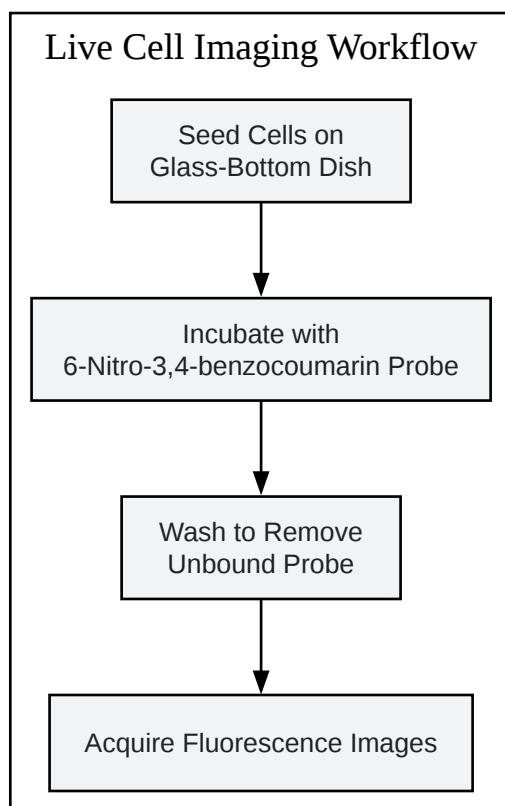 Live Cell Imaging Workflow
Seed Cells on
Glass-Bottom Dish
Incubate with
6-Nitro-3,4-benzocoumarin Probe
Wash to Remove
Unbound Probe
Acquire Fluorescence Images